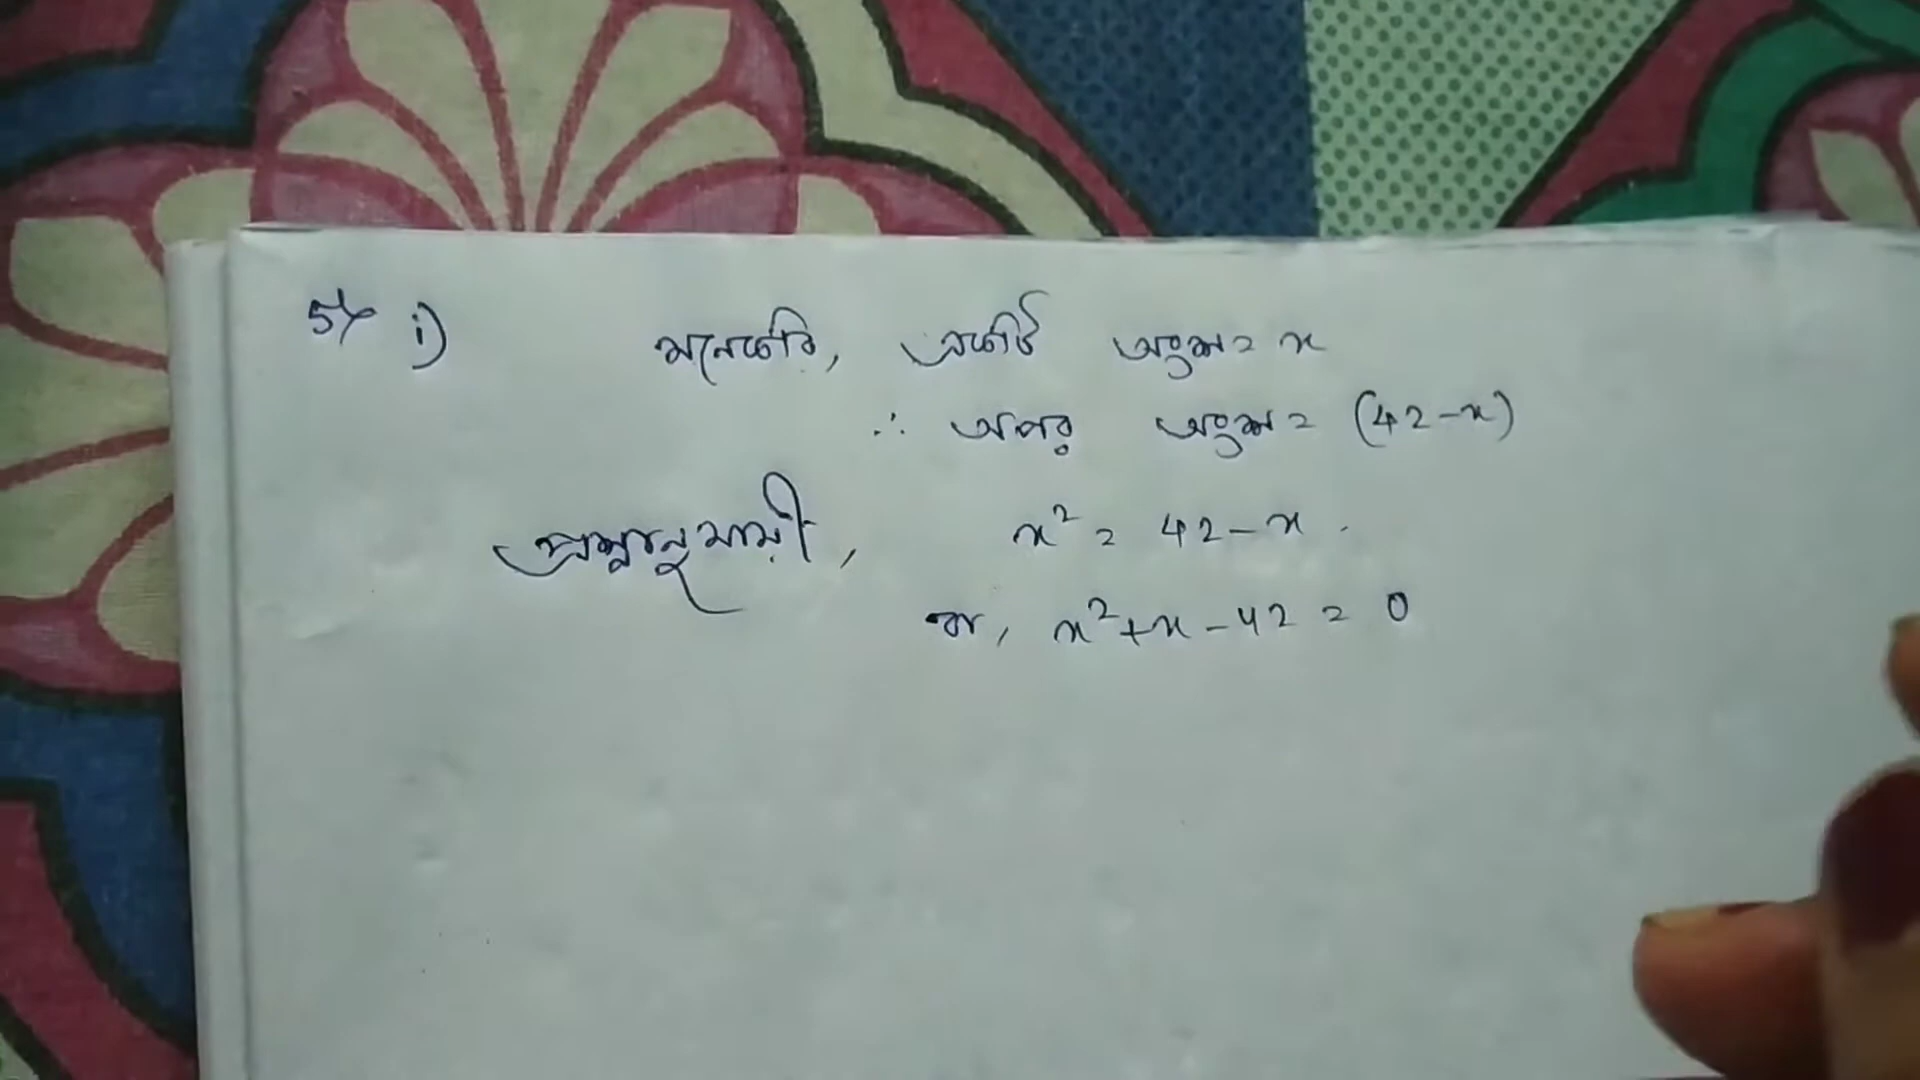 5) i) মনেকরি, একটি অংশ = x
∴ অপর অংশ = (42-x)
প্রশ্নানুযায়ী, x² = 42-x
বা, x²+x-42 = 0